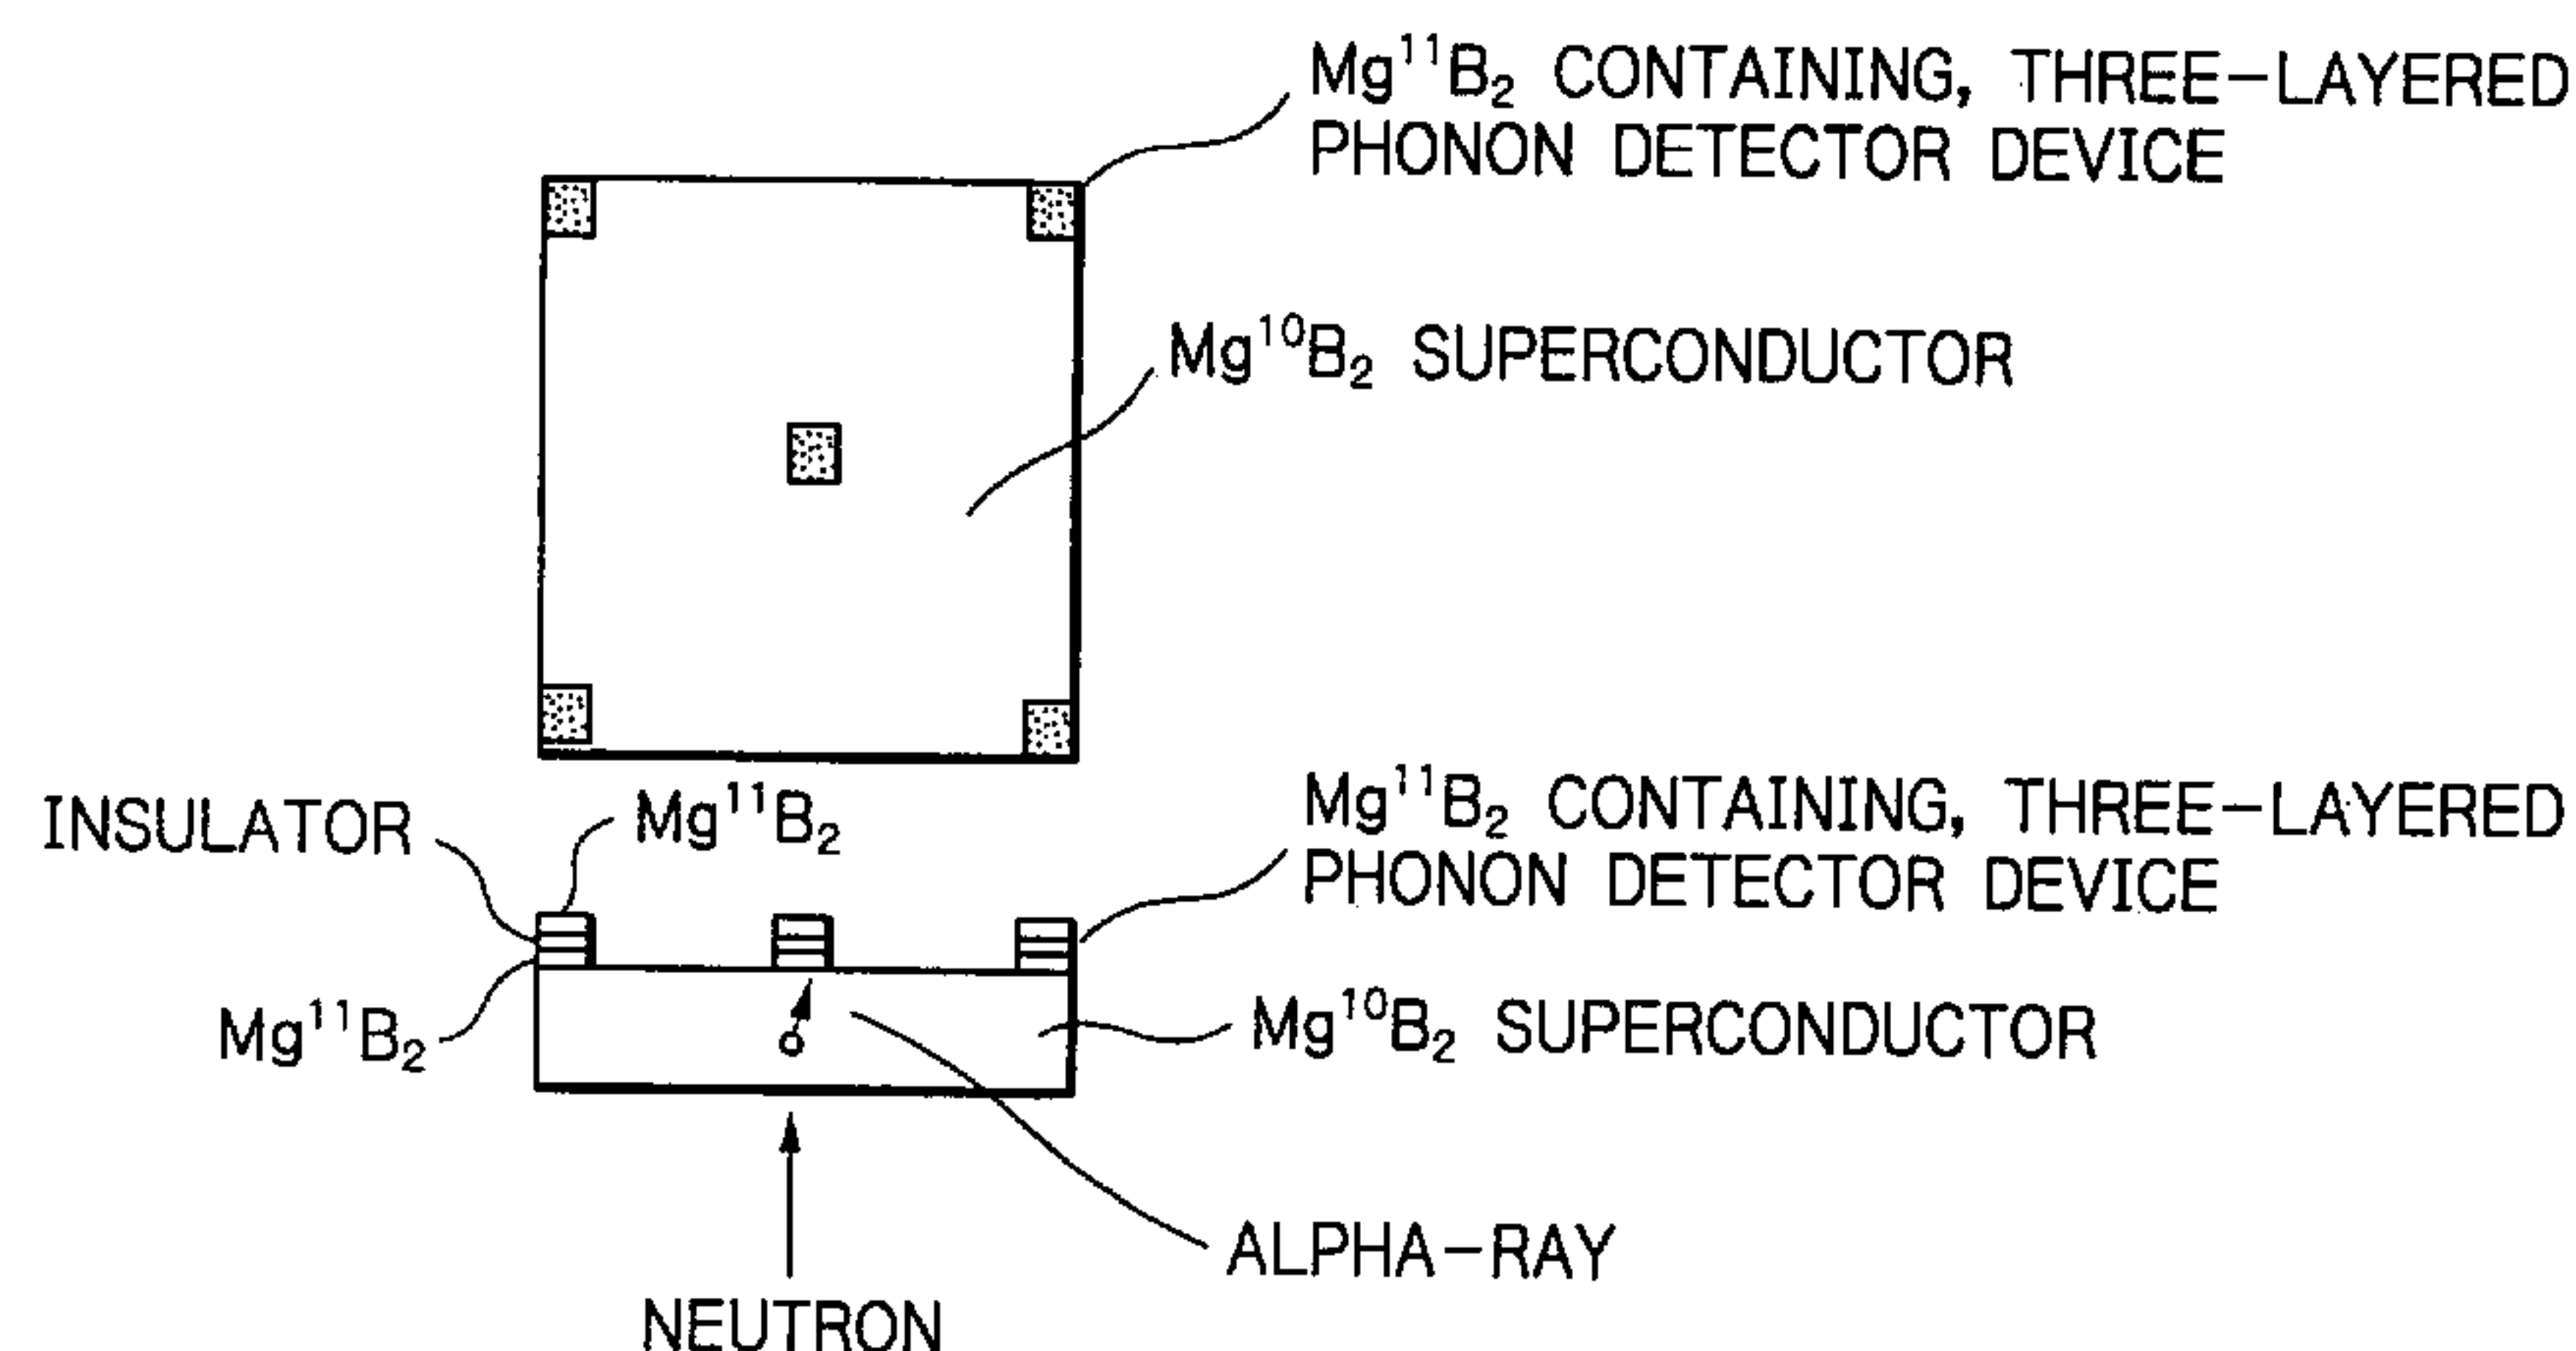 Mg¹¹B₂ CONTAINING, THREE-LAYERED
PHONON DETECTOR DEVICE
Mg¹⁰B₂ SUPERCONDUCTOR
INSULATOR
Mg¹¹B₂
Mg¹¹B₂ CONTAINING, THREE-LAYERED
PHONON DETECTOR DEVICE
Mg¹¹B₂
Mg¹⁰B₂ SUPERCONDUCTOR
ALPHA-RAY
NEUTRON